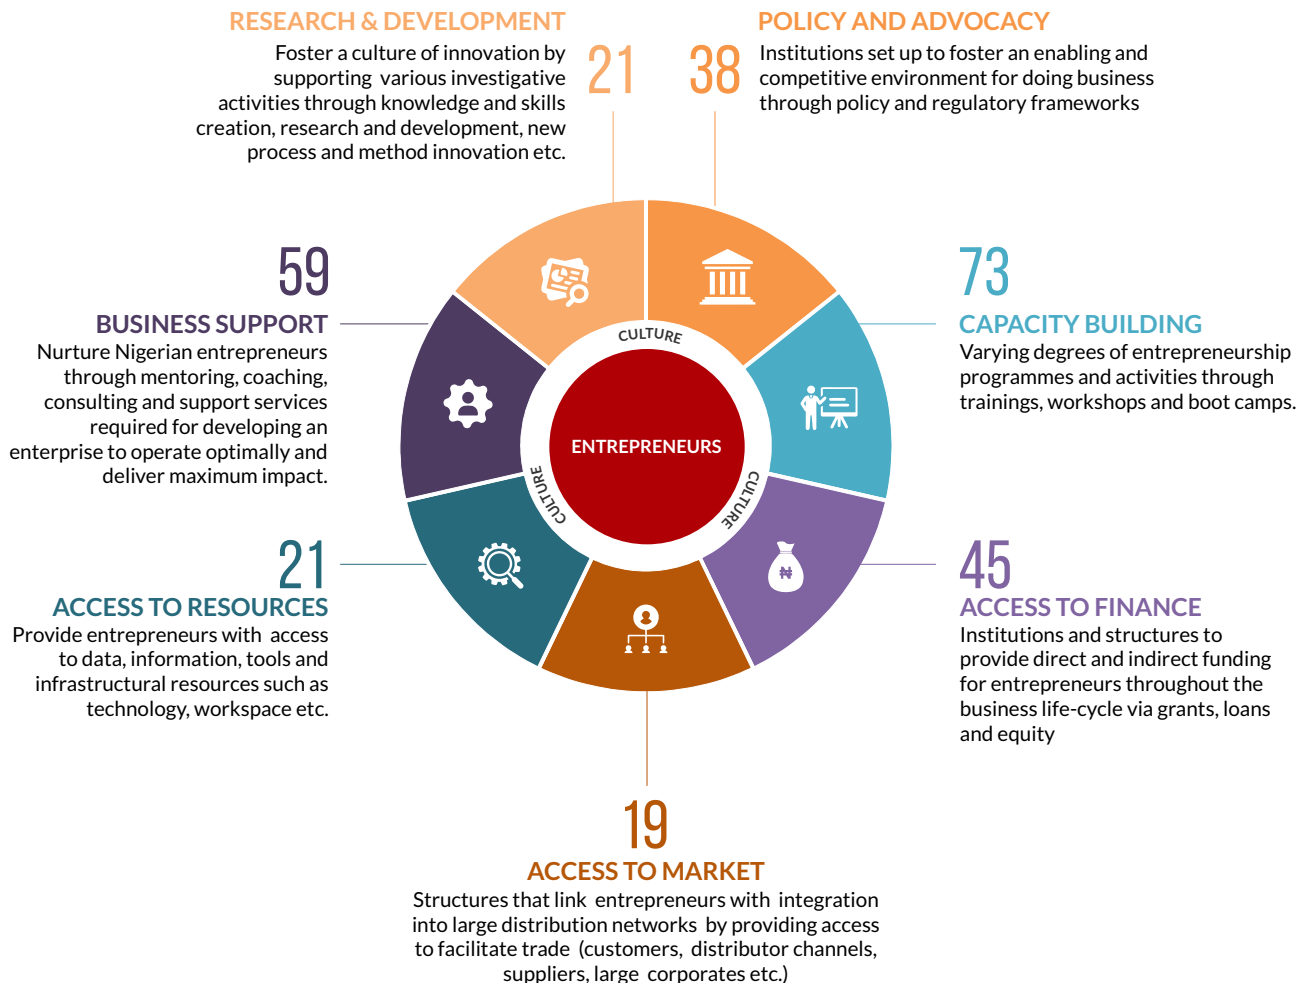 RESEARCH & DEVELOPMENT
Foster a culture of innovation by
supporting various investigative
activities through knowledge and skills
creation, research and development, new
process and method innovation etc.
21
38
POLICY AND ADVOCACY
Institutions set up to foster an enabling and
competitive environment for doing business
through policy and regulatory frameworks
59
BUSINESS SUPPORT
Nurture Nigerian entrepreneurs
through mentoring, coaching,
consulting and support services
required for developing an
enterprise to operate optimally and
deliver maximum impact.
73
CAPACITY BUILDING
Varying degrees of entrepreneurship
programmes and activities through
trainings, workshops and boot camps.
CULTURE
ENTREPRENEURS
CULTURE
CULTURE
₦
21
ACCESS TO RESOURCES
Provide entrepreneurs with access
to data, information, tools and
infrastructural resources such as
technology, workspace etc.
45
ACCESS TO FINANCE
Institutions and structures to
provide direct and indirect funding
for entrepreneurs throughout the
business life-cycle via grants, loans
and equity
19
ACCESS TO MARKET
Structures that link entrepreneurs with integration
into large distribution networks by providing access
to facilitate trade (customers, distributor channels,
suppliers, large corporates etc.)